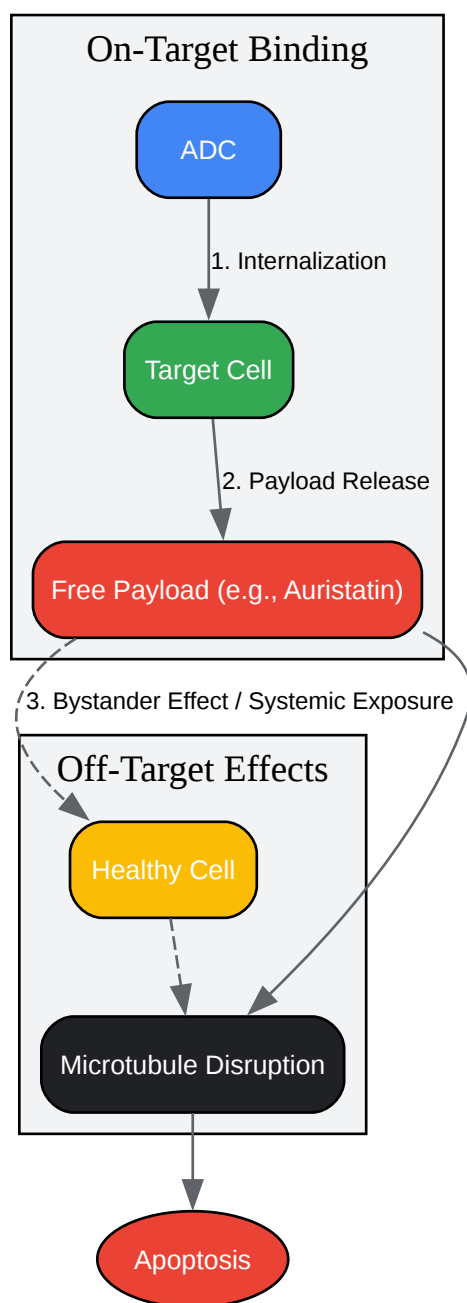 On-Target Binding
ADC
1. Internalization
Target Cell
2. Payload Release
Free Payload (e.g., Auristatin)
3. Bystander Effect / Systemic Exposure
Off-Target Effects
Healthy Cell
Microtubule Disruption
Apoptosis